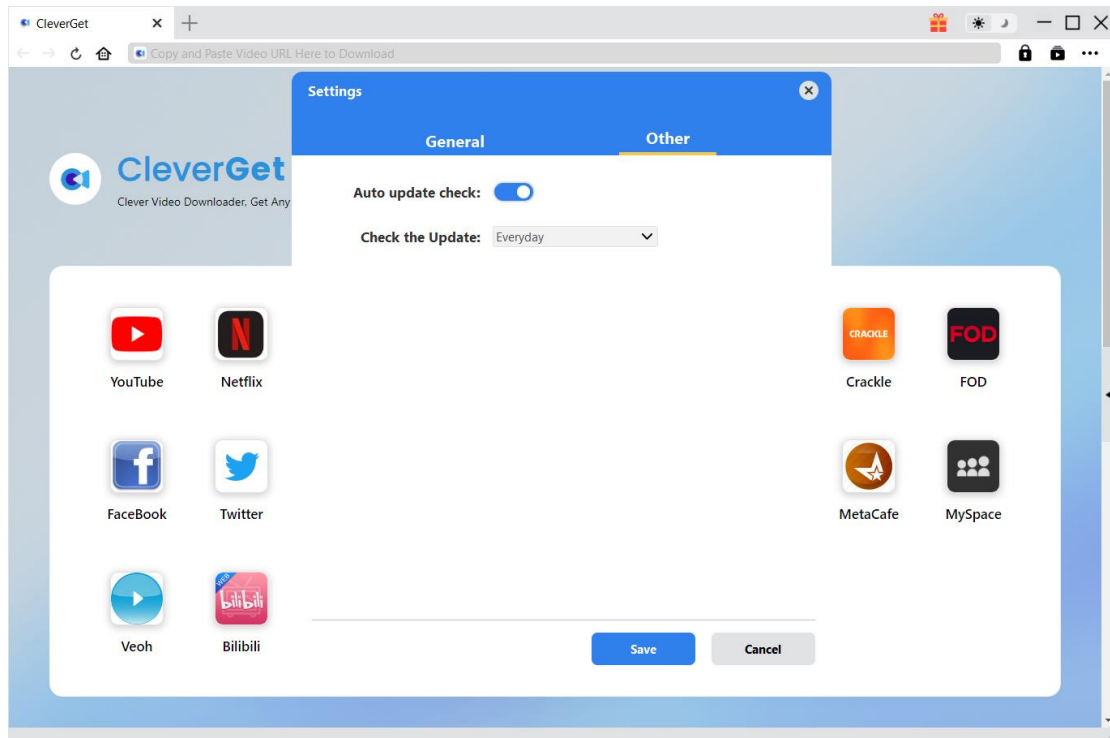 CleverGet
Copy and Paste Video URL Here to Download
Settings
General Other
CleverGet
Clever Video Downloader, Get Any
Auto update check:
Check the Update: Everyday
YouTube Netflix
CRACKLE
FOD
Crackle FOD
FaceBook Twitter
MetaCafe MySpace
WEB
bilibili
Veoh Bilibili
Save Cancel